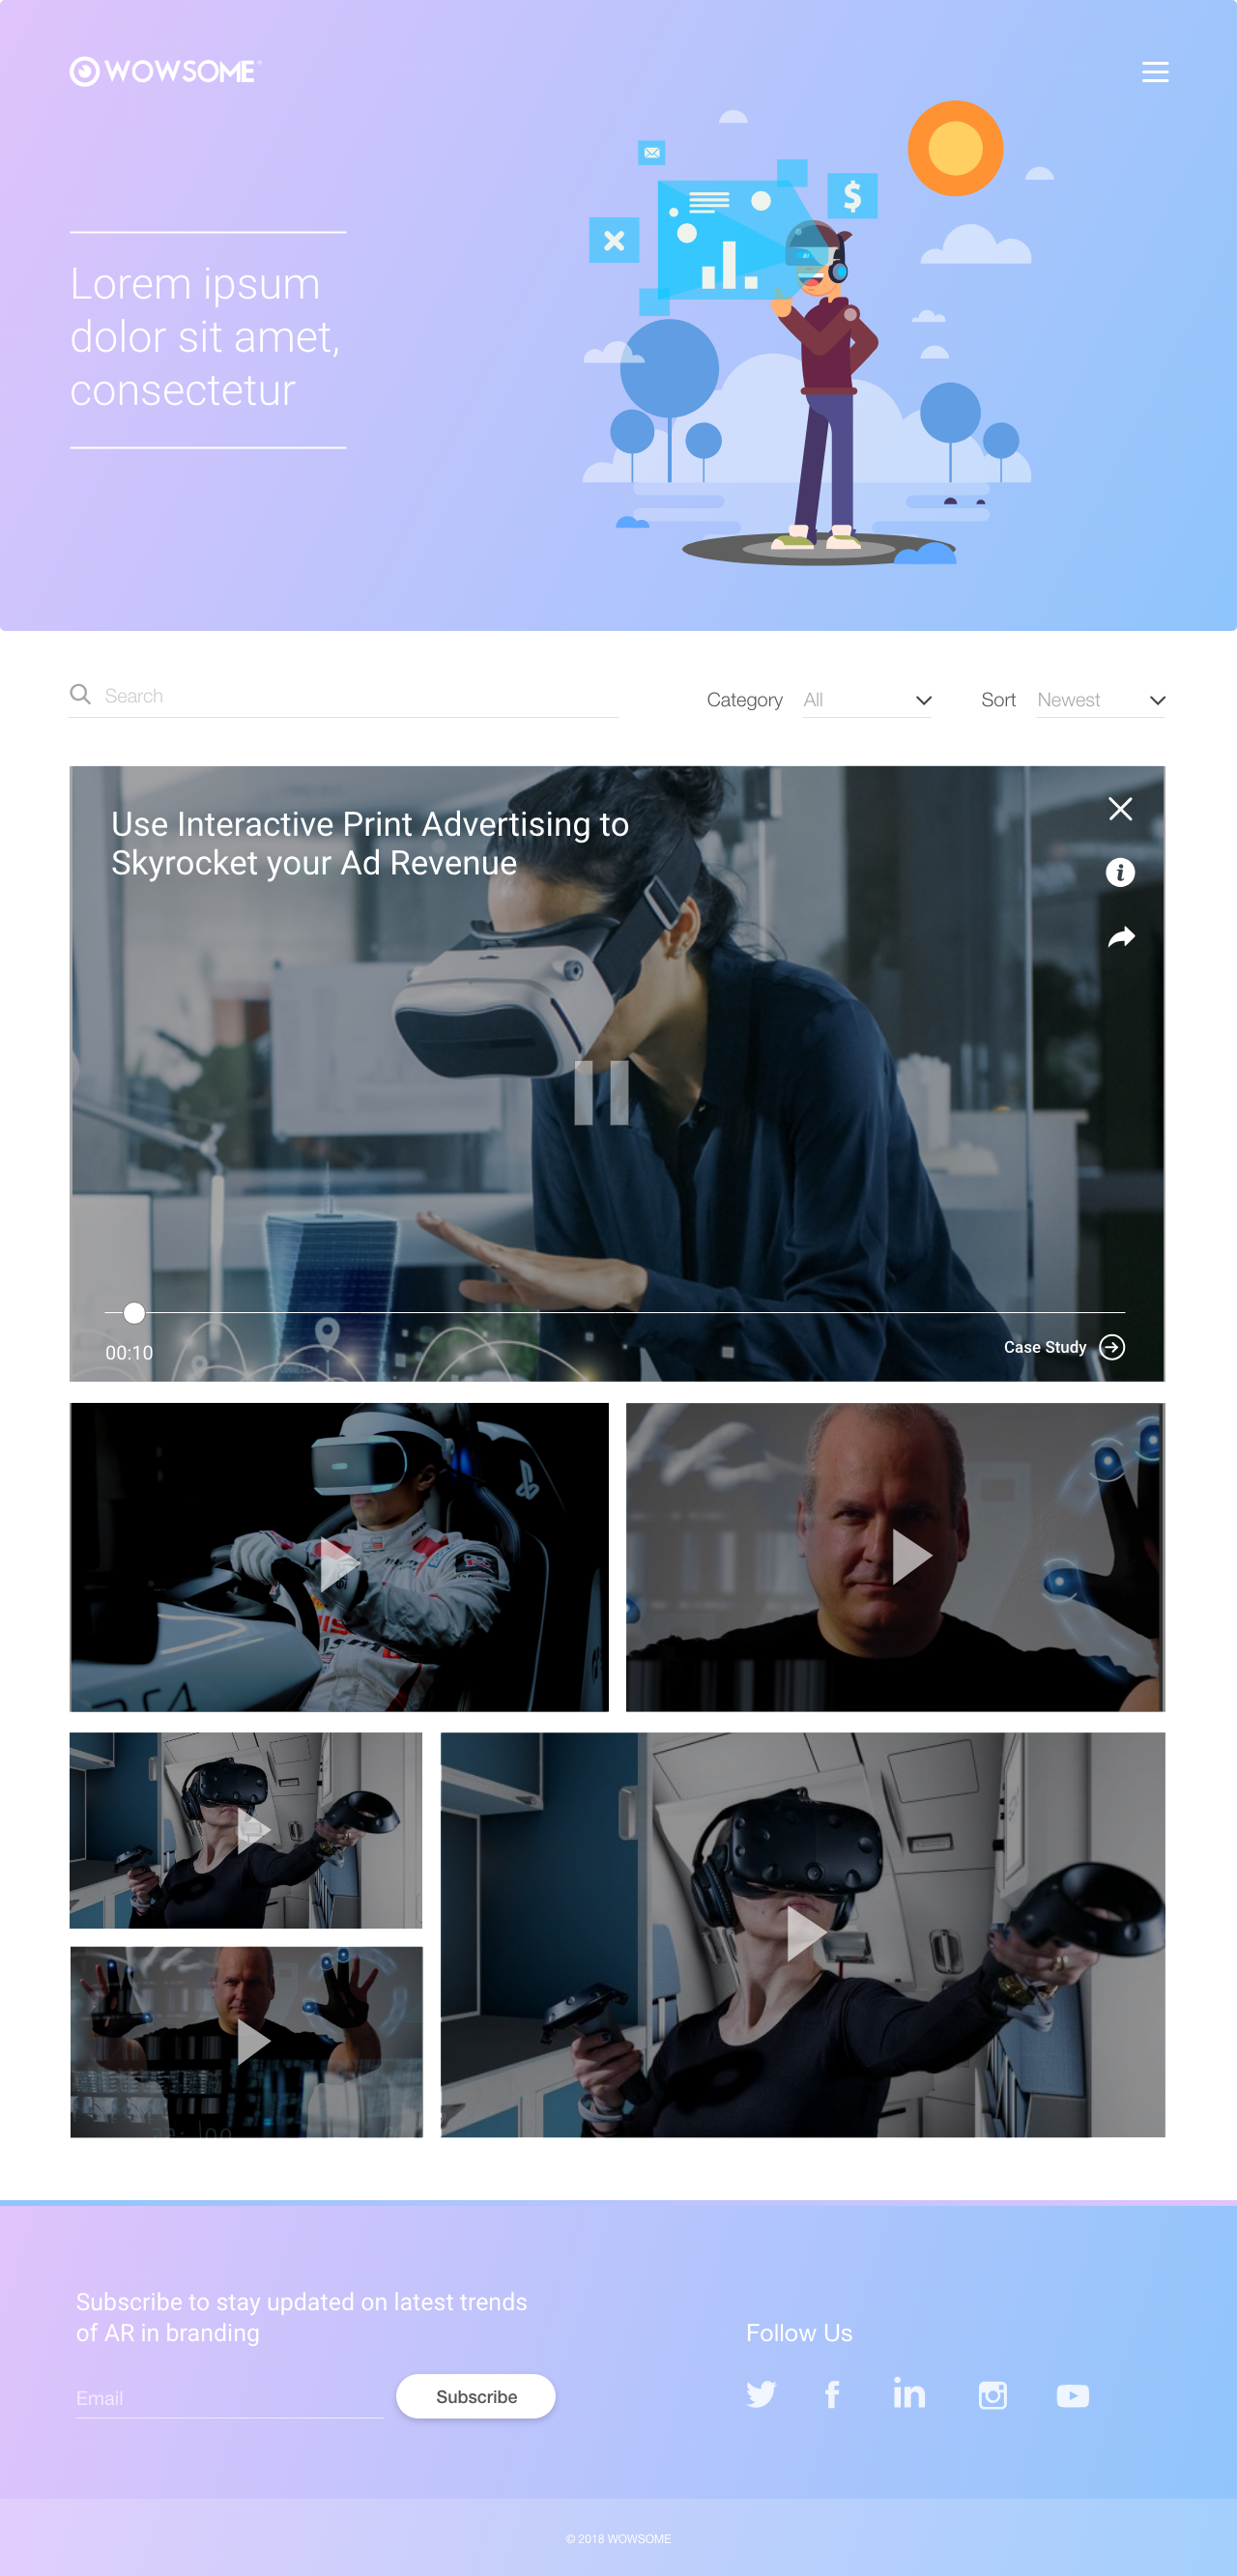 WOWSOME
Lorem ipsum
dolor sit amet,
consectetur
Search
Category All
Sort Newest
Use Interactive Print Advertising to
Skyrocket your Ad Revenue
00:10
Case Study
Subscribe to stay updated on latest trends
of AR in branding
Follow Us
Email
Subscribe
© 2018 WOWSOME